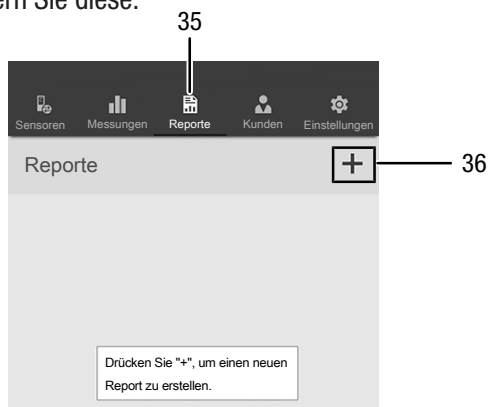 ern Sie diese.
35
Sensoren Messungen Reporte Kunden Einstellungen
Reporte +
36
Drücken Sie "+", um einen neuen
Report zu erstellen.